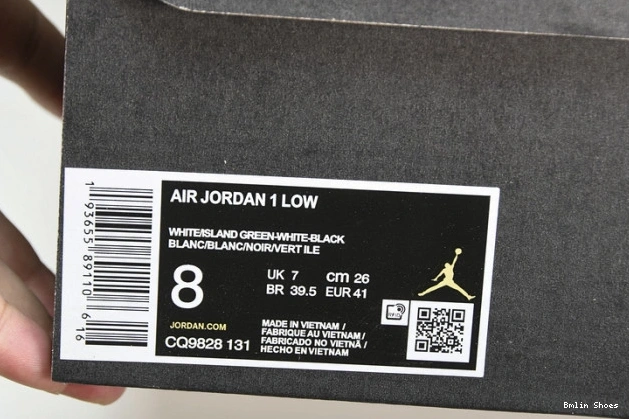 AIR JORDAN 1 LOW
WHITE/ISLAND GREEN-WHITE-BLACK
BLANC/BLANC/NOIR/VERT ILE
8
UK 7 cm 26
BR 39.5 EUR 41
JORDAN.COM
CQ9828 131
MADE IN VIETNAM /
FABRIQUE AU VIETNAM /
FABRICADO NO VIETNÃ /
HECHO EN VIETNAM
1 93655 89110 6 16
Bmlin Shoes